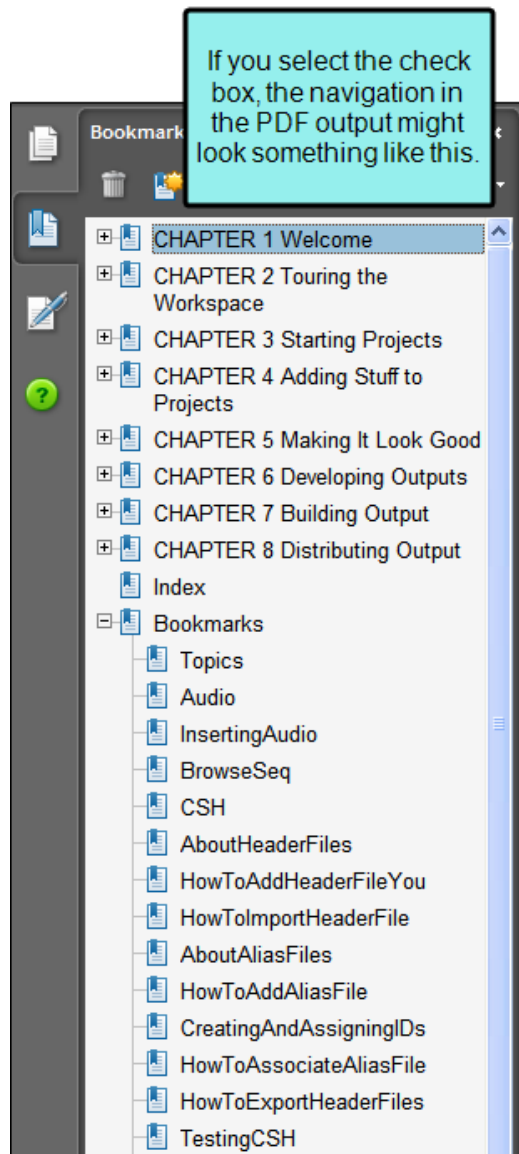 If you select the check
box, the navigation in
the PDF output might
look something like this.
Bookmark
CHAPTER 1 Welcome
CHAPTER 2 Touring the
Workspace
CHAPTER 3 Starting Projects
CHAPTER 4 Adding Stuff to
Projects
CHAPTER 5 Making It Look Good
CHAPTER 6 Developing Outputs
CHAPTER 7 Building Output
CHAPTER 8 Distributing Output
Index
Bookmarks
Topics
Audio
InsertingAudio
BrowseSeq
CSH
AboutHeaderFiles
HowToAddHeaderFileYou
HowToImportHeaderFile
AboutAliasFiles
HowToAddAliasFile
CreatingAndAssigningIDs
HowToAssociateAliasFile
HowToExportHeaderFiles
TestingCSH